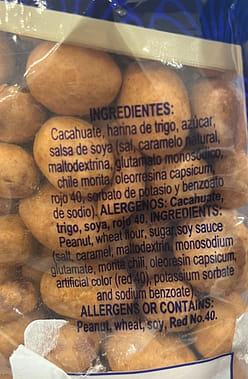 INGREDIENTES:
Cacahuate, harina de trigo, azúcar,
salsa de soya (sal, caramelo natural,
maltodextrina, glutamato monosódico,
chile morita, oleorresina capsicum,
rojo 40, sorbato de potasio y benzoato
de sodio). ALERGENOS: Cacahuate,
trigo, soya, rojo 40. INGREDIENTS:
Peanut, wheat flour, sugar, soy sauce
(salt, caramel, maltodextrin, monosodium
glutamate, morita chili, oleoresin capsicum,
artificial color (red 40), potassium sorbate
and sodium benzoate)
ALLERGENS OR CONTAINS:
Peanut, wheat, soy, Red No.40.